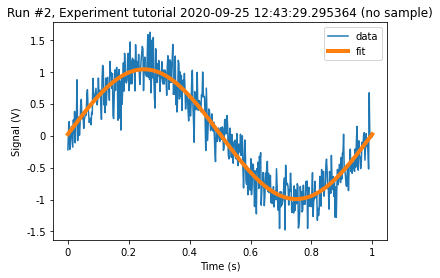 Run #2, Experiment tutorial 2020-09-25 12:43:29.295364 (no sample)
data
fit
1.5
1
0.5
0
-0.5
-1
-1.5
Signal (V)
0
0.2
0.4
0.6
0.8
1
Time (s)